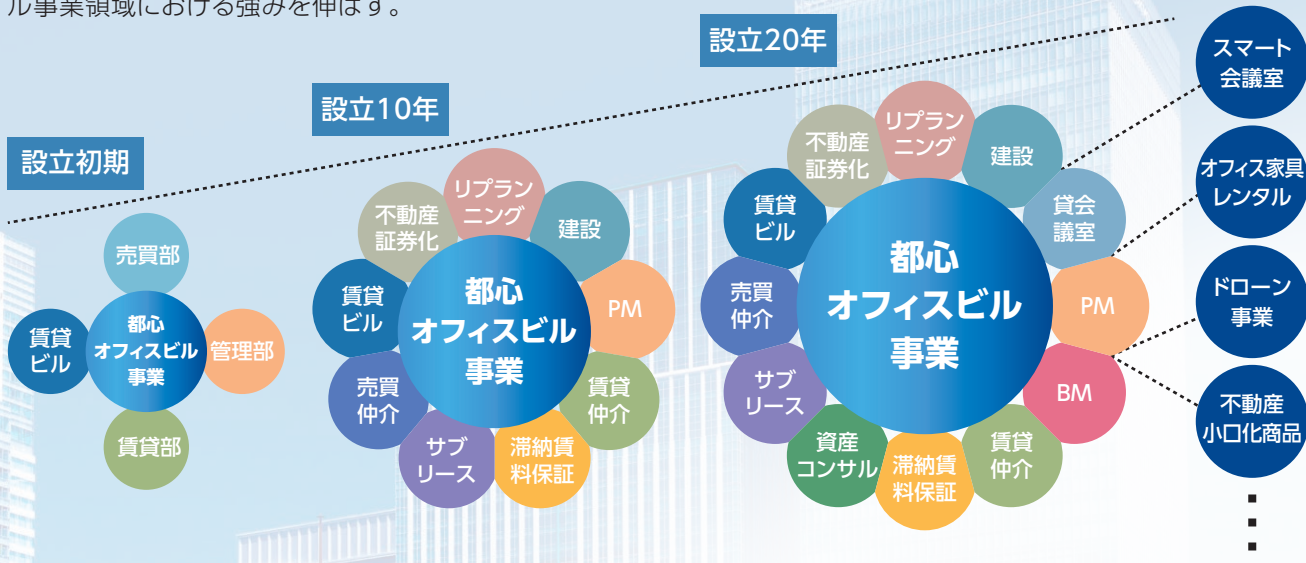 ル事業領域における強みを伸ばす。
設立初期
売買部
賃貸
ビル
都心
オフィスビル
事業
管理部
賃貸部
設立10年
リプラン
ニング
不動産
証券化
建設
賃貸
ビル
都心
オフィスビル
事業
PM
売買
仲介
賃貸
仲介
サブ
リース
滞納賃
料保証
設立20年
リプラン
ニング
不動産
証券化
建設
賃貸
ビル
貸会
議室
都心
オフィスビル
事業
売買
仲介
PM
サブ
リース
BM
資産
コンサル
賃貸
仲介
滞納賃
料保証
スマート
会議室
オフィス家具
レンタル
ドローン
事業
不動産
小口化商品